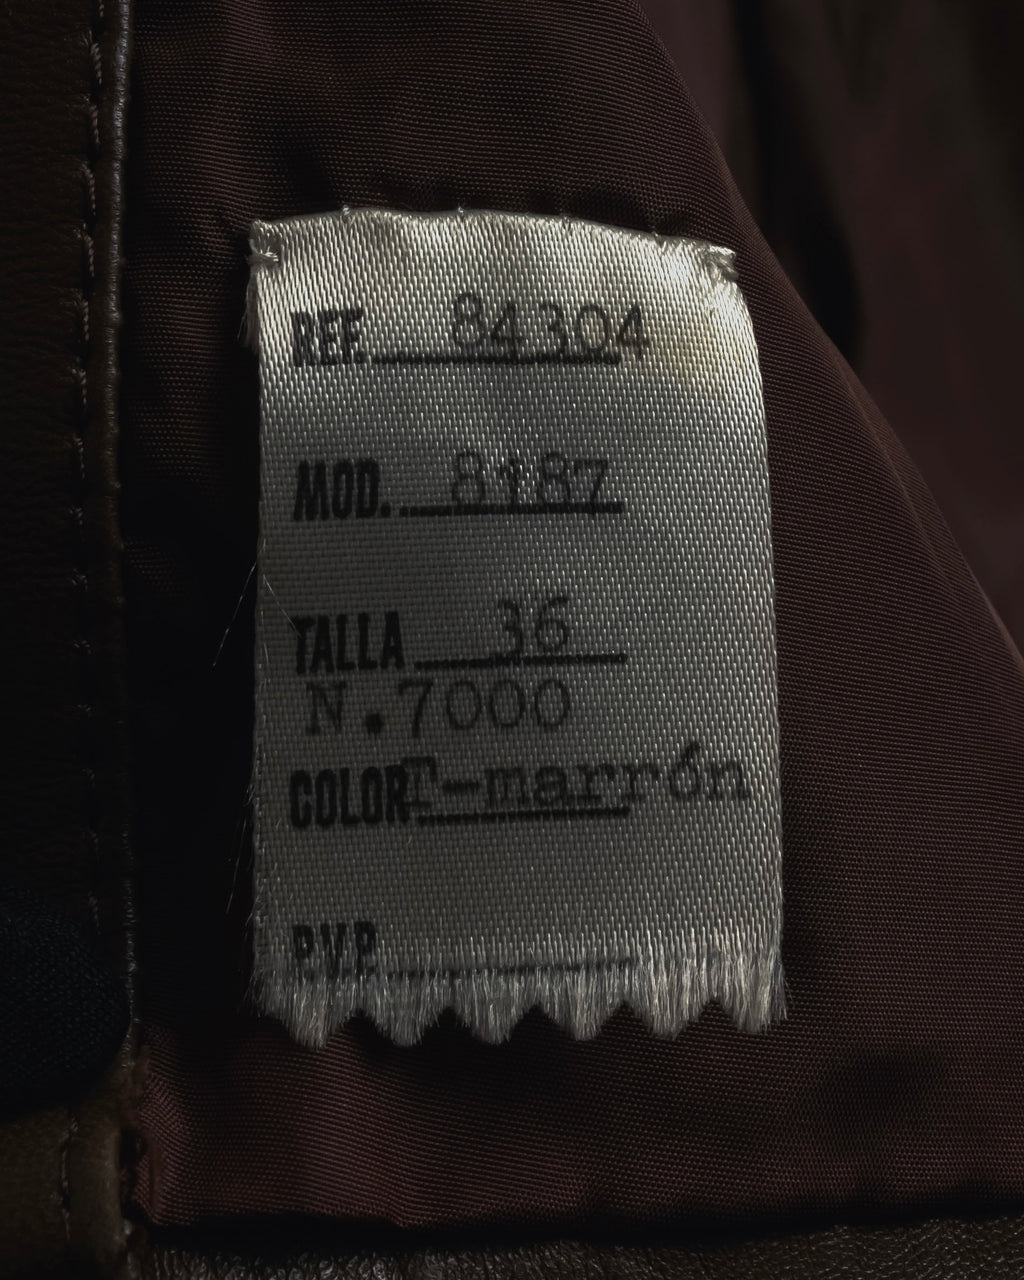 REF. 84304
MOD. 8187
TALLA 36
N.7000
COLOR T-marrón
P.V.P.